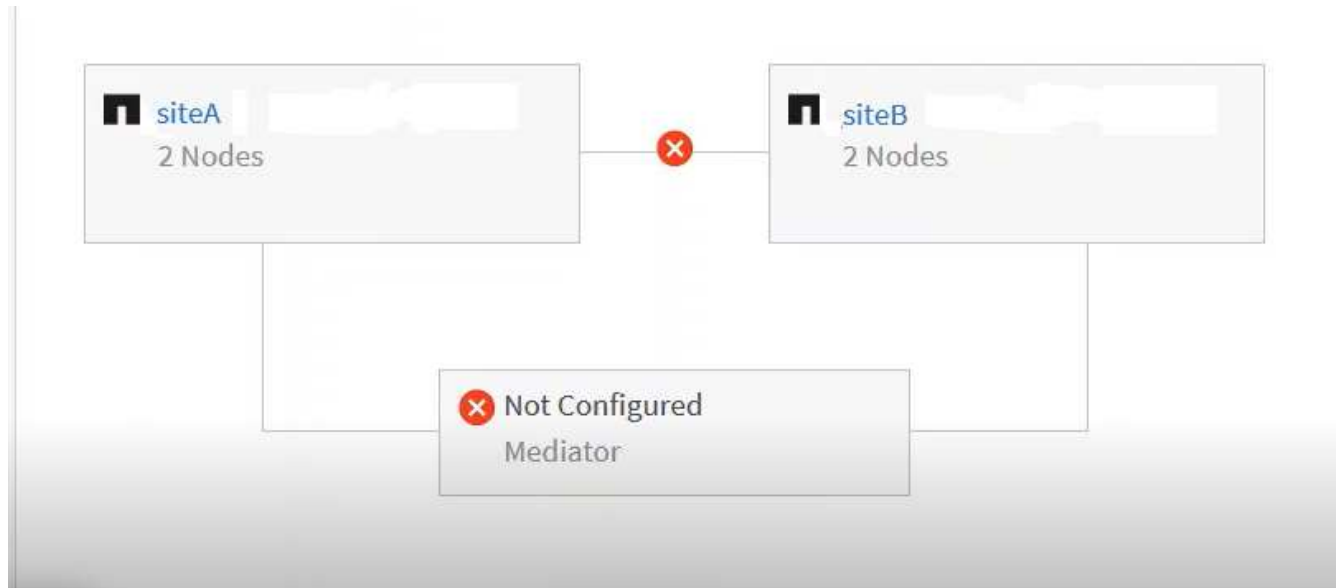 siteA
2 Nodes
siteB
2 Nodes
Not Configured
Mediator